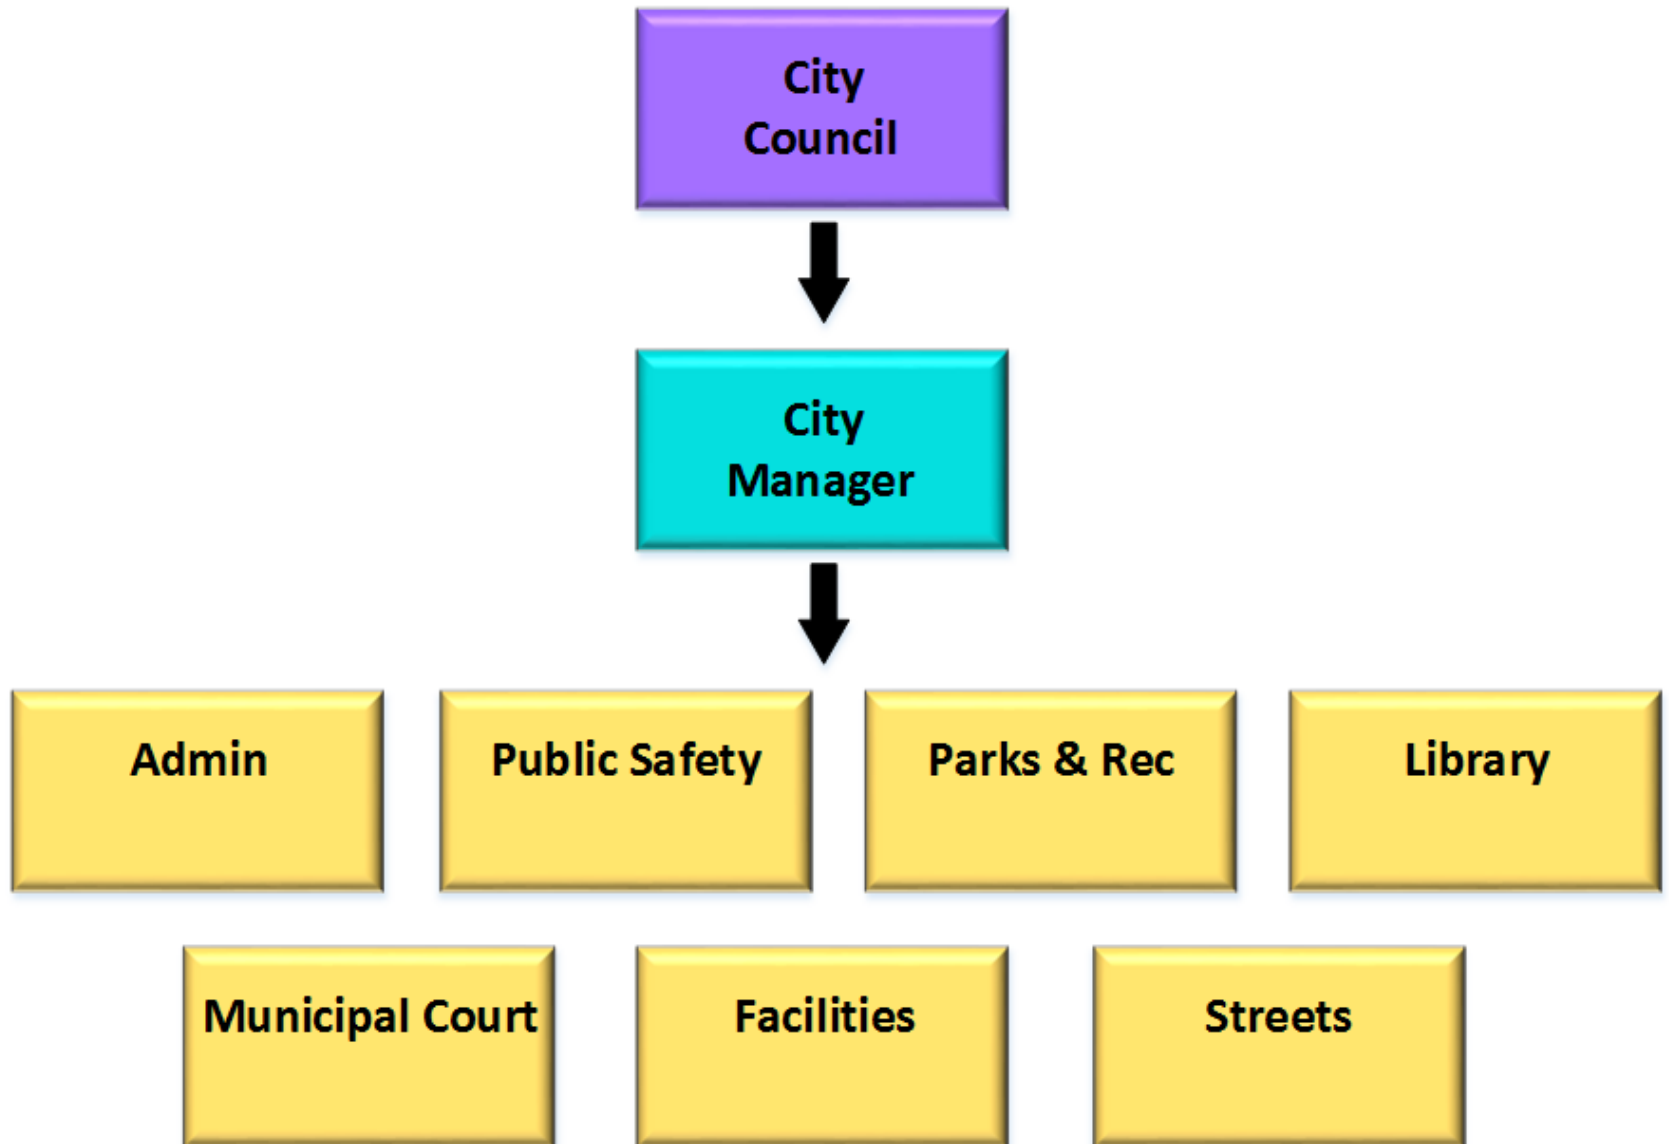 City
Council
City
Manager
Admin
Public Safety
Parks & Rec
Library
Municipal Court
Facilities
Streets